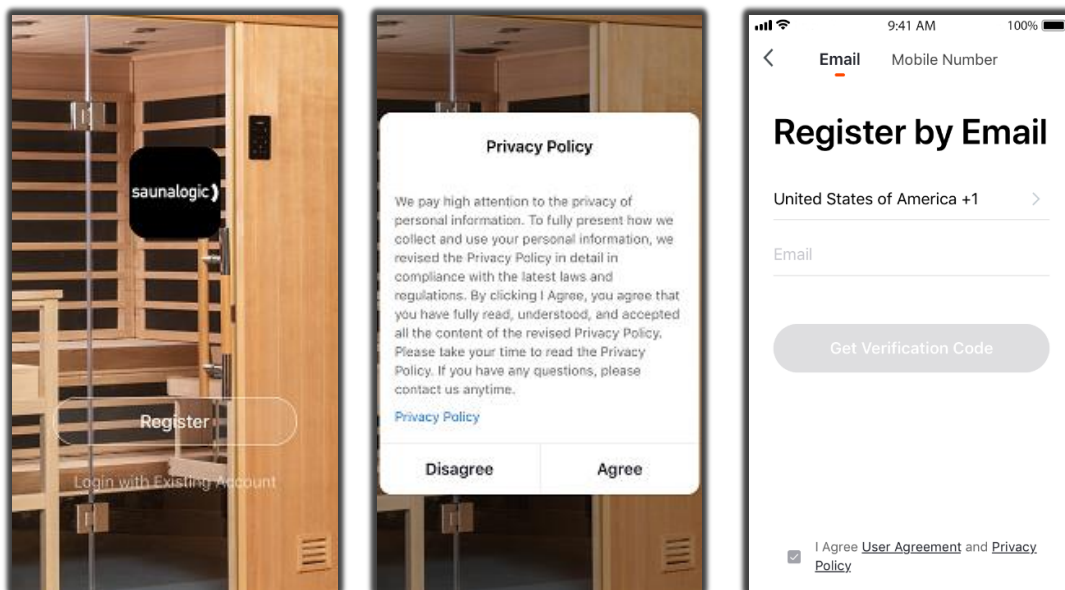 saunalogic
Register
Login with Existing Account
Privacy Policy
We pay high attention to the privacy of
personal information. To fully present how we
collect and use your personal information, we
revised the Privacy Policy in detail in
compliance with the latest laws and
regulations. By clicking I Agree, you agree that
you have fully read, understood, and accepted
all the content of the revised Privacy Policy.
Please take your time to read the Privacy
Policy. If you have any questions, please
contact us anytime.
Privacy Policy
Disagree Agree
9:41 AM 100%
Email Mobile Number
Register by Email
United States of America +1
Email
Get Verification Code
I Agree User Agreement and Privacy
Policy